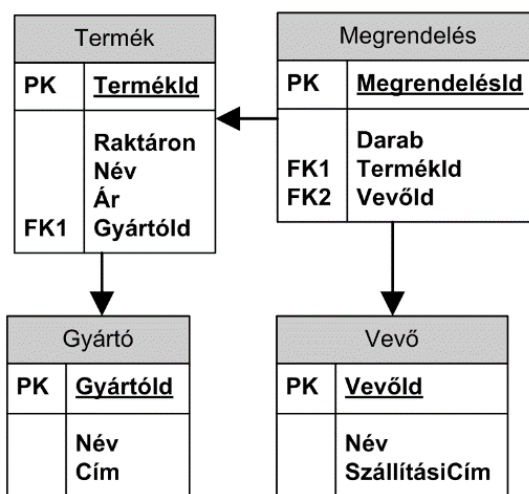 Termék
PK TermékId
Raktáron
Név
Ár
FK1 GyártóId
Megrendelés
PK MegrendelésId
Darab
FK1 TermékId
FK2 VevőId
Gyártó
PK GyártóId
Név
Cím
Vevő
PK VevőId
Név
SzállításiCím